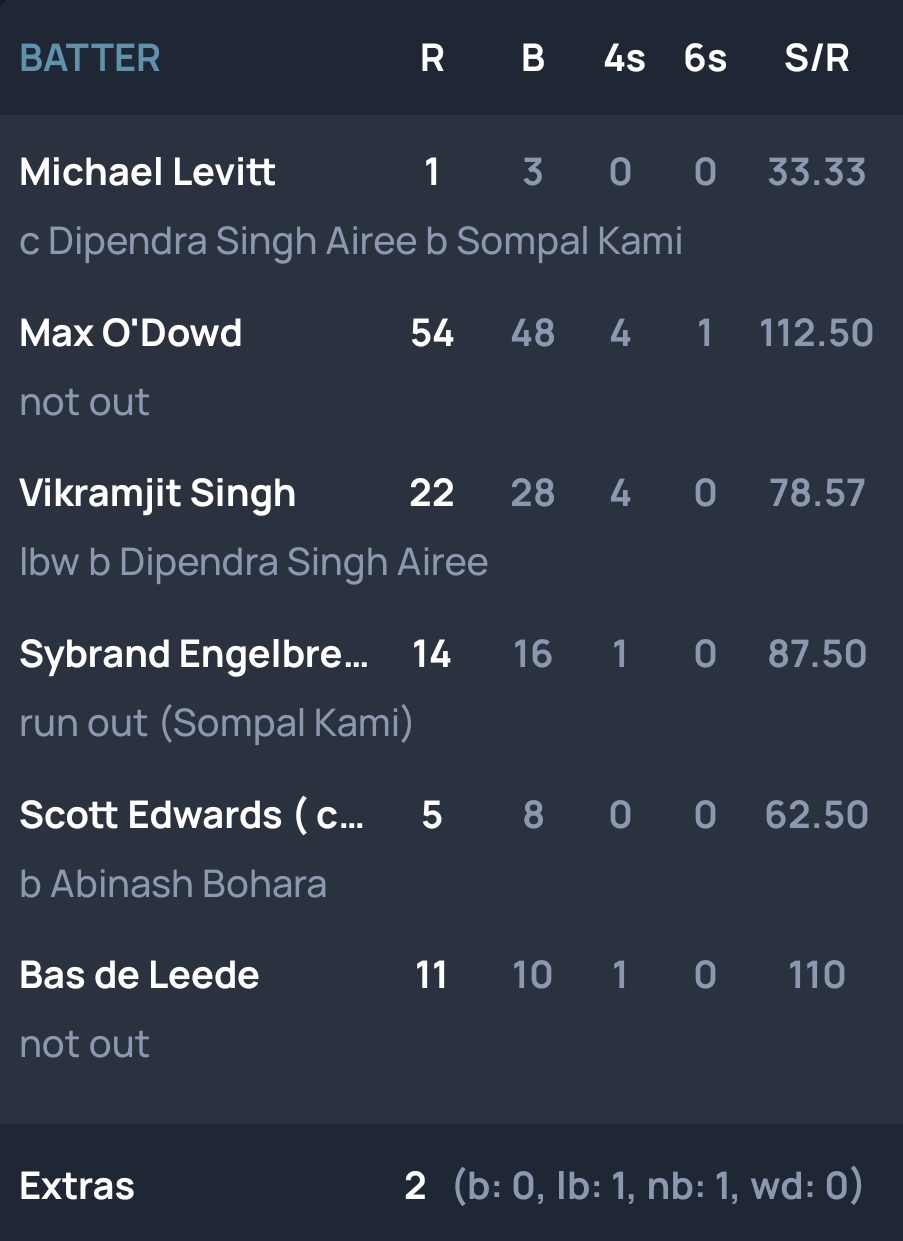 BATTER R B 4s 6s S/R
Michael Levitt 1 3 0 0 33.33
c Dipendra Singh Airee b Sompal Kami
Max O'Dowd 54 48 4 1 112.50
not out
Vikramjit Singh 22 28 4 0 78.57
lbw b Dipendra Singh Airee
Sybrand Engelbre... 14 16 1 0 87.50
run out (Sompal Kami)
Scott Edwards ( c... 5 8 0 0 62.50
b Abinash Bohara
Bas de Leede 11 10 1 0 110
not out
Extras 2 (b: 0, lb: 1, nb: 1, wd: 0)